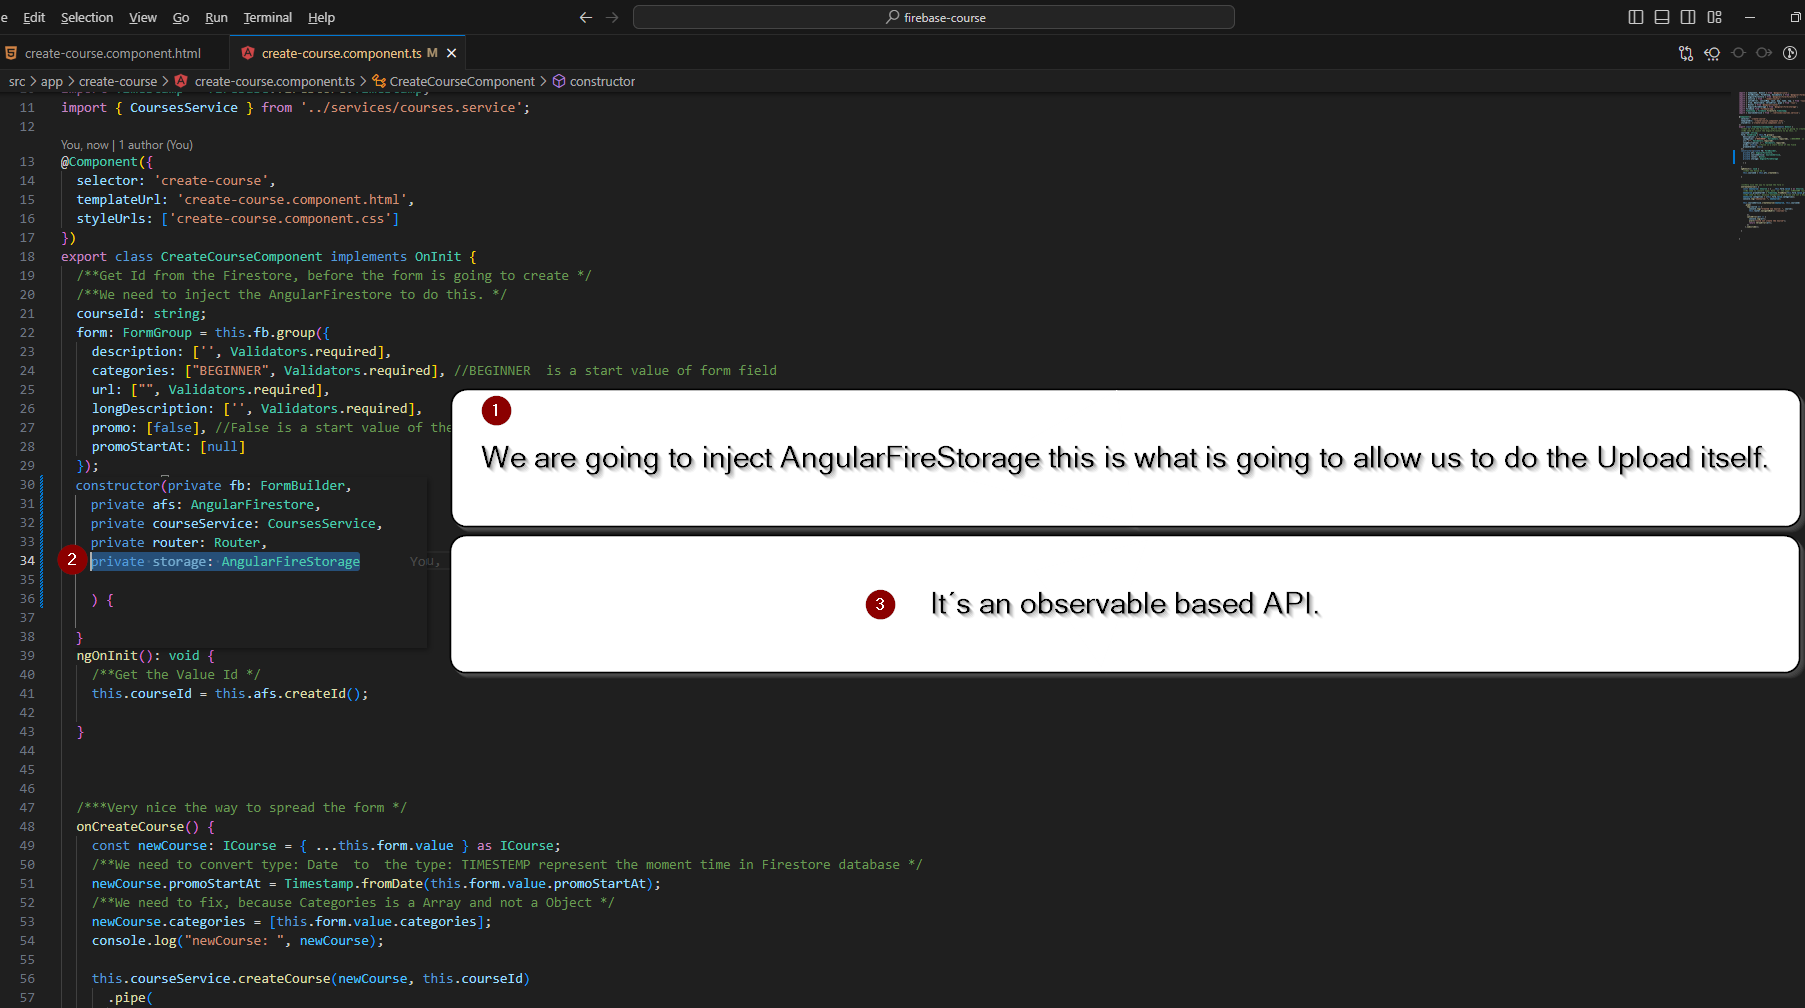 e Edit Selection View Go Run Terminal Help firebase-course
create-course.component.html create-course.component.ts M
src > app > create-course > create-course.component.ts > CreateCourseComponent > constructor
11 import { CoursesService } from '../services/courses.service';
12
You, now | 1 author (You)
13 @Component({
14 selector: 'create-course',
15 templateUrl: 'create-course.component.html',
16 styleUrls: ['create-course.component.css']
17 })
18 export class CreateCourseComponent implements OnInit {
19 /**Get Id from the Firestore, before the form is going to create */
20 /**We need to inject the AngularFirestore to do this. */
21 courseId: string;
22 form: FormGroup = this.fb.group({
23 description: ['', Validators.required],
24 categories: ["BEGINNER", Validators.required], //BEGINNER  is a start value of form field
25 url: ["", Validators.required],
26 longDescription: ['', Validators.required],
27 promo: [false], //False is a start value of the
28 promoStartAt: [null]
29 });
1
We are going to inject AngularFireStorage this is what is going to allow us to do the Upload itself.
30 constructor(private fb: FormBuilder,
31 private afs: AngularFirestore,
32 private courseService: CoursesService,
33 private router: Router,
34 2 private storage: AngularFireStorage You,
35
36 ) {
37
38 }
3 It´s an observable based API.
39 ngOnInit(): void {
40 /**Get the Value Id */
41 this.courseId = this.afs.createId();
42
43 }
44
45
46
47 /***Very nice the way to spread the form */
48 onCreateCourse() {
49 const newCourse: ICourse = { ...this.form.value } as ICourse;
50 /**We need to convert type: Date  to  the type: TIMESTEMP represent the moment time in Firestore database */
51 newCourse.promoStartAt = Timestamp.fromDate(this.form.value.promoStartAt);
52 /**We need to fix, because Categories is a Array and not a Object */
53 newCourse.categories = [this.form.value.categories];
54 console.log("newCourse: ", newCourse);
55
56 this.courseService.createCourse(newCourse, this.courseId)
57 .pipe(